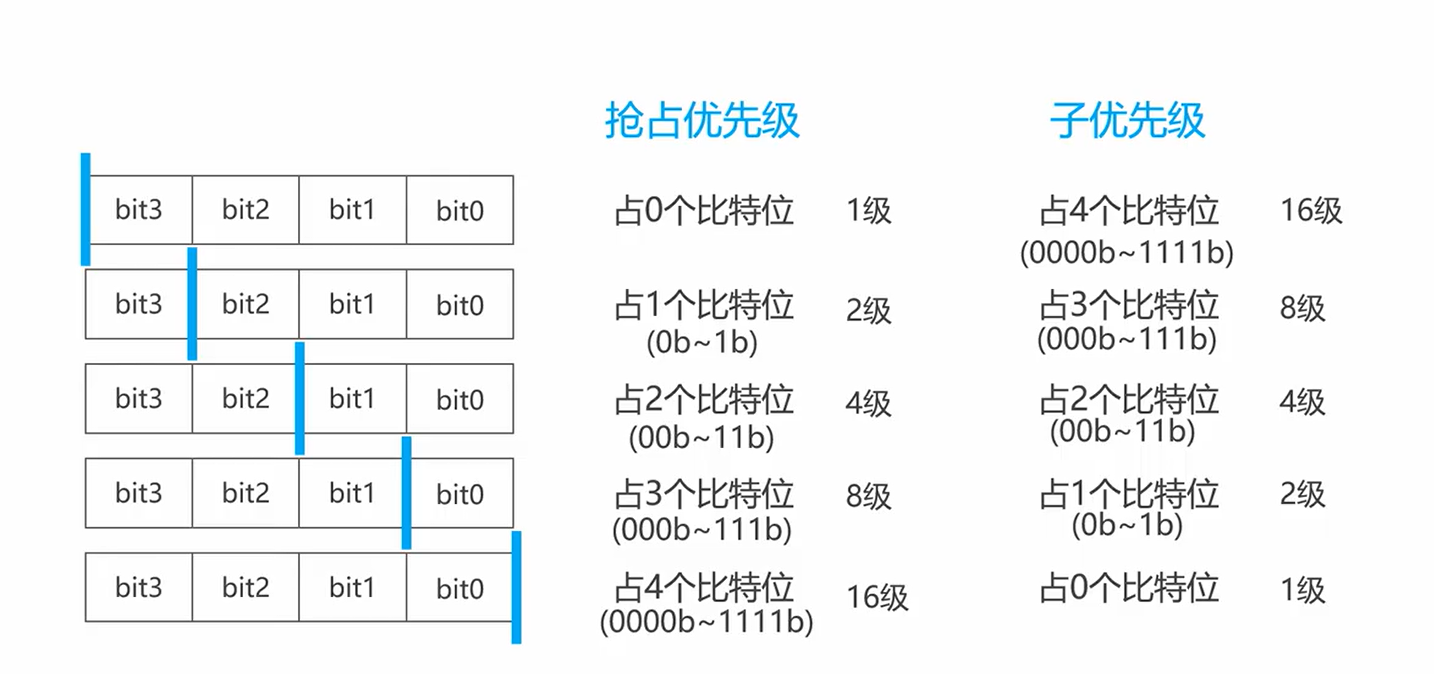 抢占优先级 子优先级
bit3 bit2 bit1 bit0 占0个比特位 1级 占4个比特位 16级
(0000b~1111b)
bit3 bit2 bit1 bit0 占1个比特位 2级 占3个比特位 8级
(0b~1b) (000b~111b)
bit3 bit2 bit1 bit0 占2个比特位 4级 占2个比特位 4级
(00b~11b) (00b~11b)
bit3 bit2 bit1 bit0 占3个比特位 8级 占1个比特位 2级
(000b~111b) (0b~1b)
bit3 bit2 bit1 bit0 占4个比特位 16级 占0个比特位 1级
(0000b~1111b)